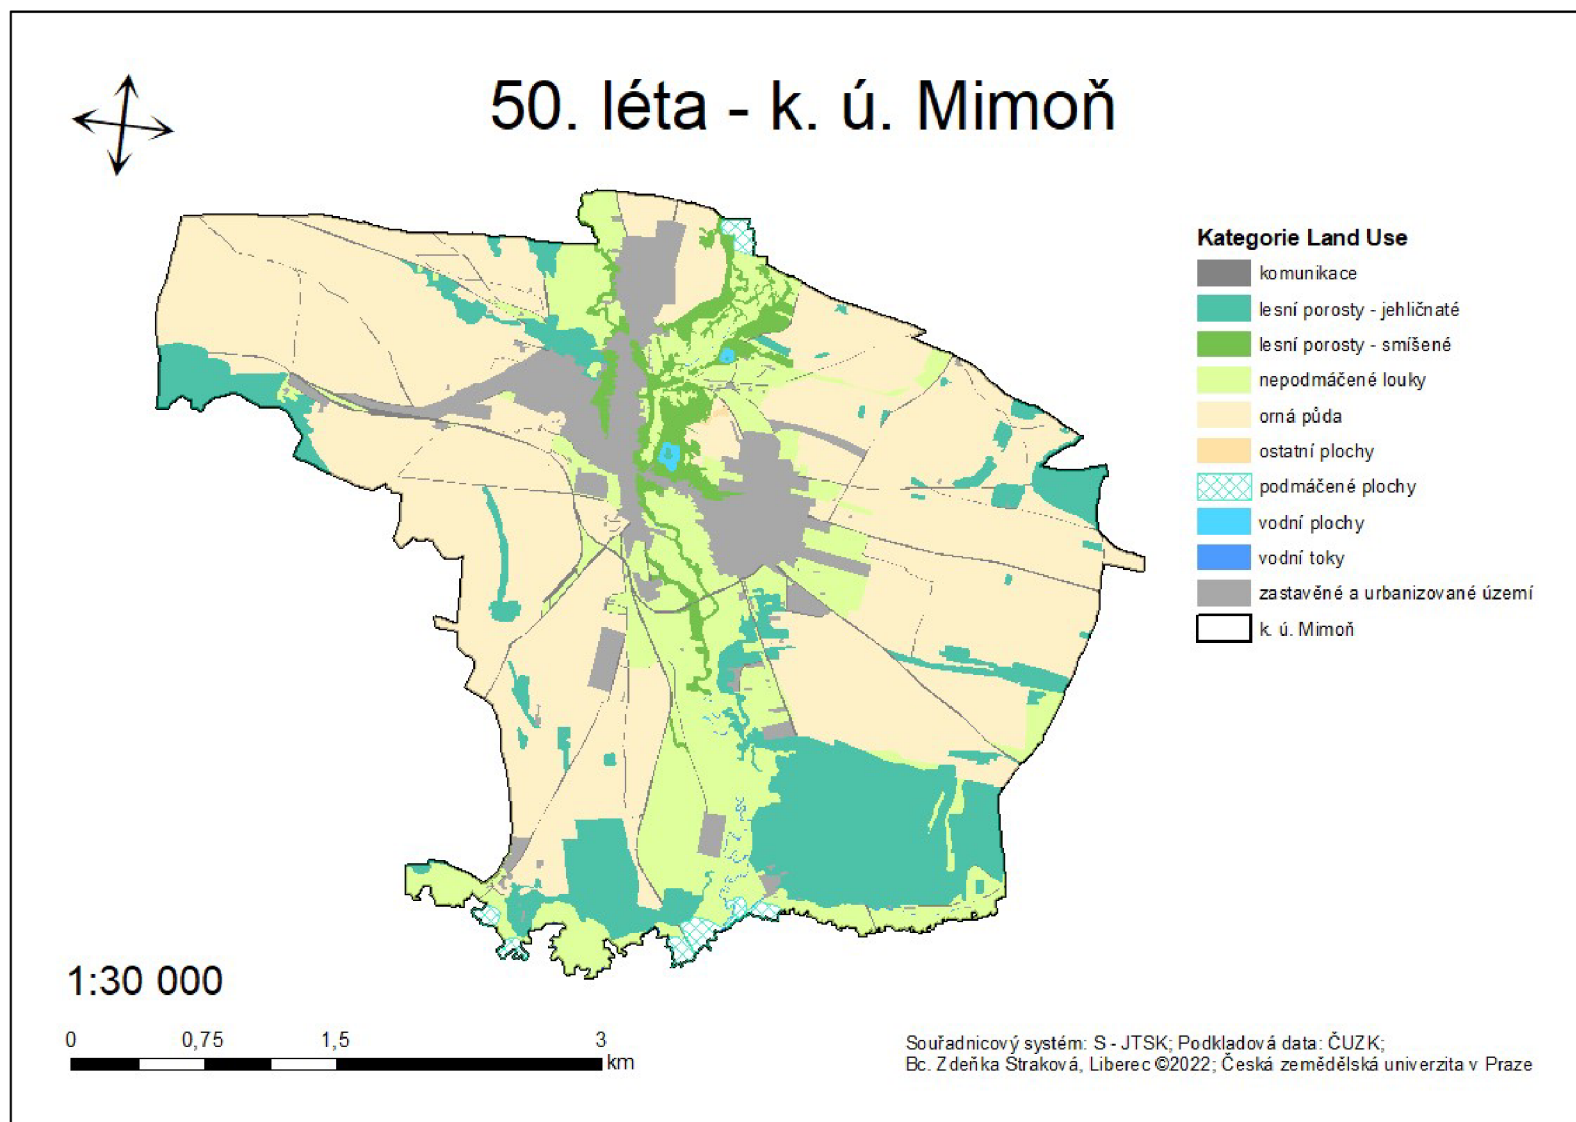 50. léta - k. ú. Mimoň
Kategorie Land Use
komunikace
lesní porosty - jehličnaté
lesní porosty - smíšené
nepodmáčené louky
orná půda
ostatní plochy
podmáčené plochy
vodní plochy
vodní toky
zastavěné a urbanizované území
k. ú. Mimoň
1:30 000
0 0,75 1,5 3
km
Souřadnicový systém: S - JTSK; Podkladová data: ČUZK;
Bc. Zdeňka Straková, Liberec ©2022; Česká zemědělská univerzita v Praze